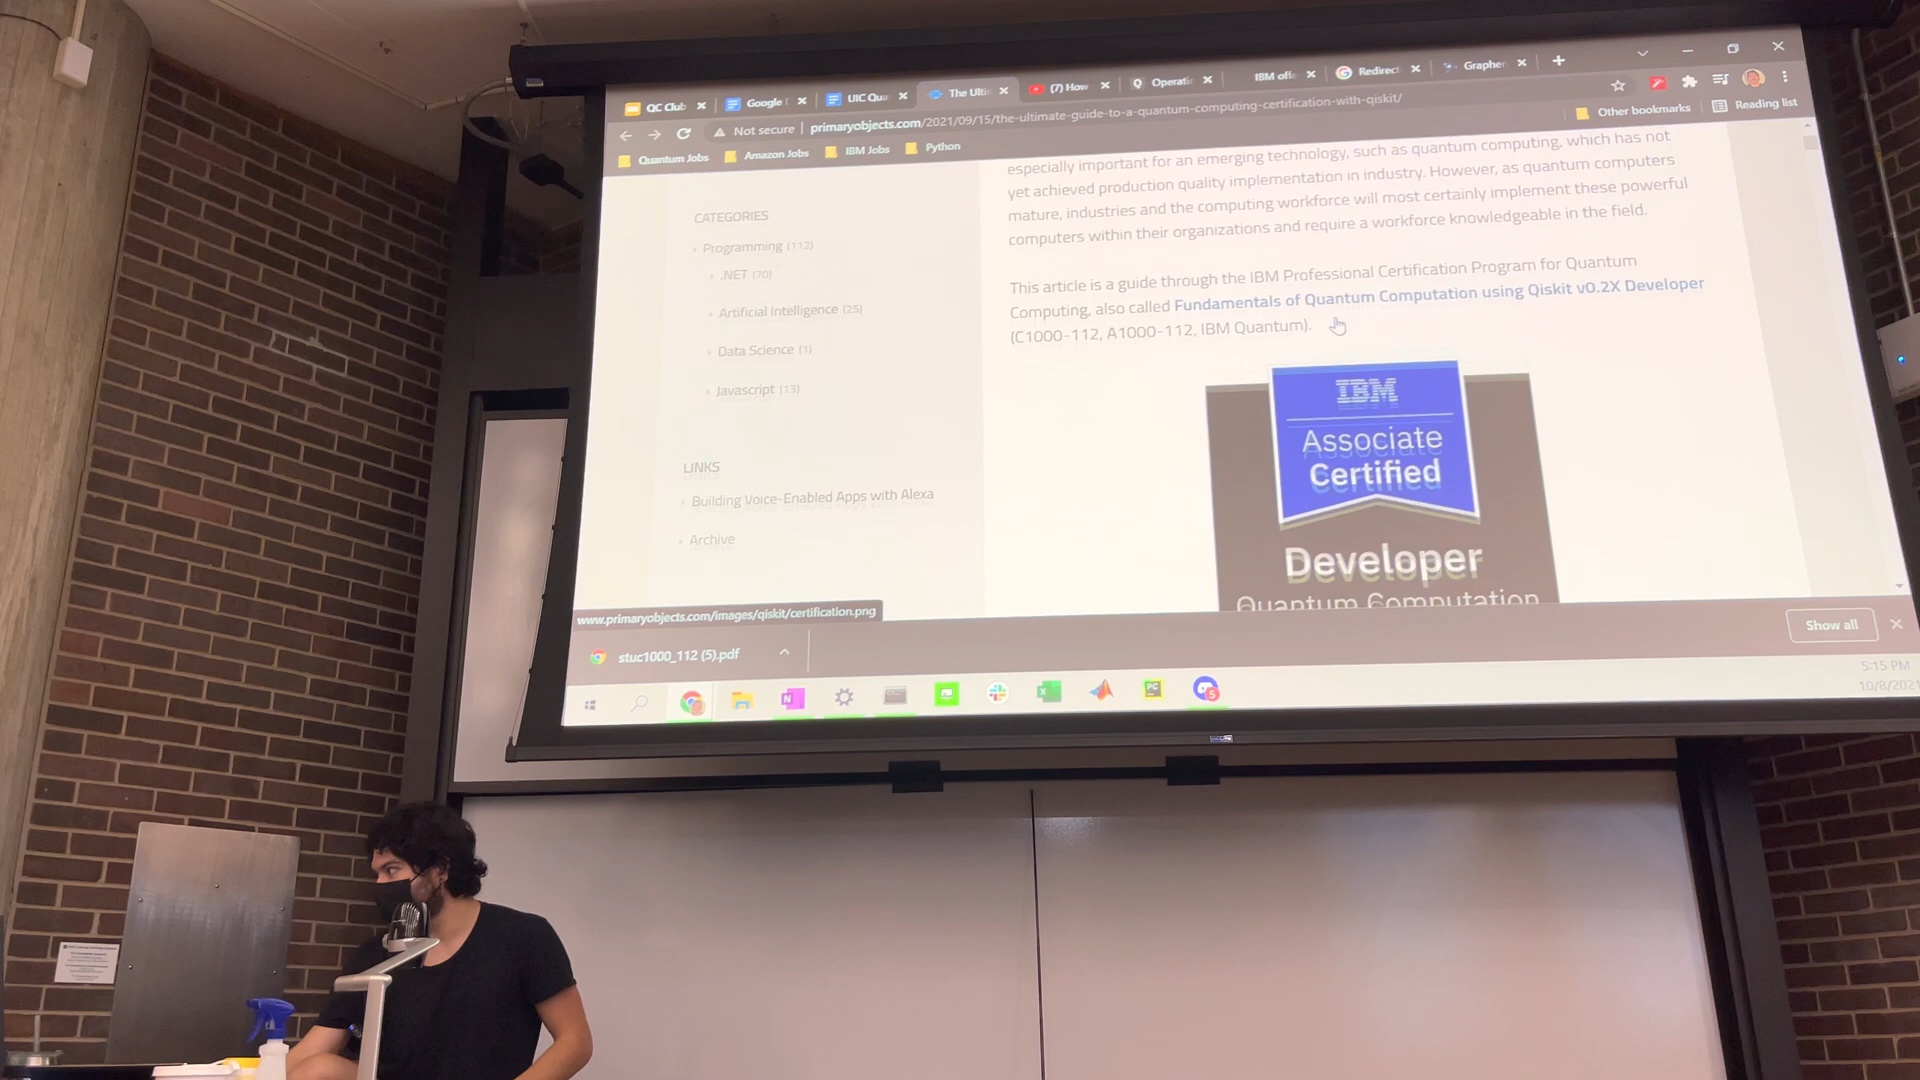 QC Club
Google
UIC Qua
The Ulti
(7) How
Operati
IBM offe
Redirect
Graphen
Not secure
primaryobjects.com/2021/09/15/the-ultimate-guide-to-a-quantum-computing-certification-with-qiskit/
Quantum Jobs
Amazon Jobs
IBM Jobs
Python
Other bookmarks
Reading list
CATEGORIES
Programming (112)
.NET (70)
Artificial Intelligence (25)
Data Science (1)
Javascript (13)
LINKS
Building Voice-Enabled Apps with Alexa
Archive
especially important for an emerging technology, such as quantum computing, which has not
yet achieved production quality implementation in industry. However, as quantum computers
mature, industries and the computing workforce will most certainly implement these powerful
computers within their organizations and require a workforce knowledgeable in the field.
This article is a guide through the IBM Professional Certification Program for Quantum
Computing, also called Fundamentals of Quantum Computation using Qiskit v0.2X Developer
(C1000-112, A1000-112, IBM Quantum).
IBM
Associate
Certified
Developer
Quantum Computation
www.primaryobjects.com/images/qiskit/certification.png
stuc1000_112 (5).pdf
Show all
5:15 PM
10/8/2021